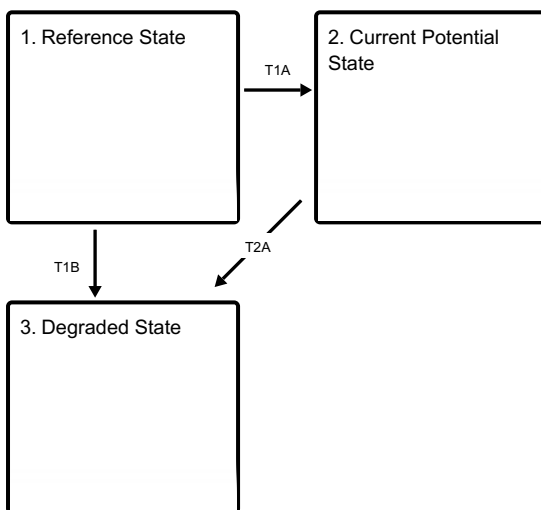 1. Reference State
2. Current Potential
State
T1A
T1B
T2A
3. Degraded State